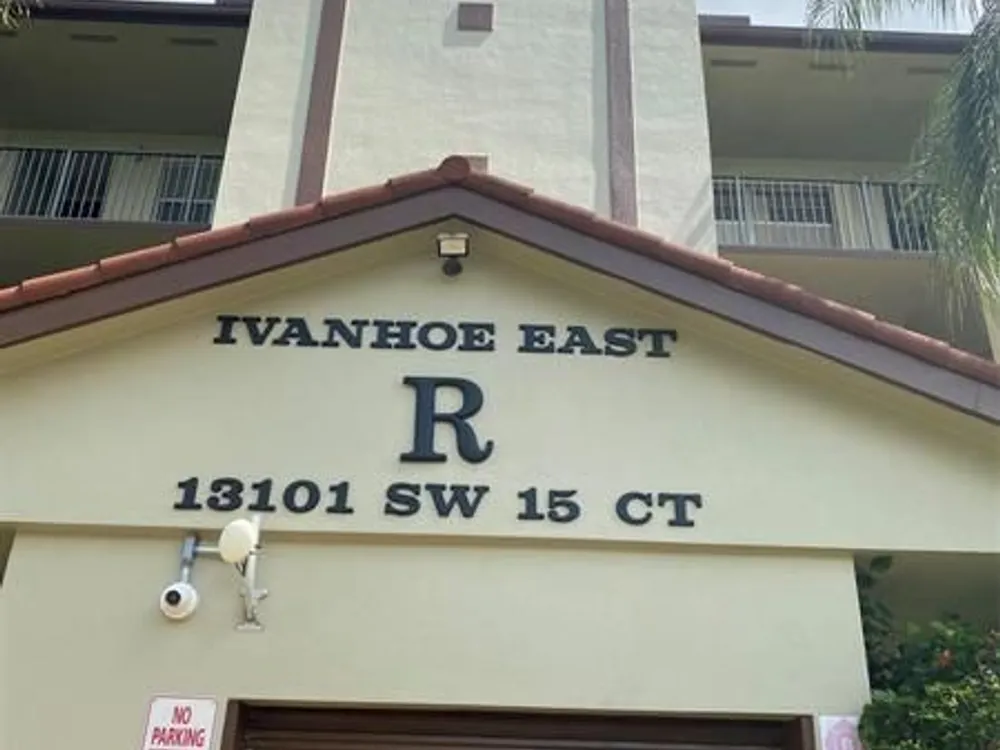 IVANHOE EAST
R
13101 SW 15 CT
NO
PARKING